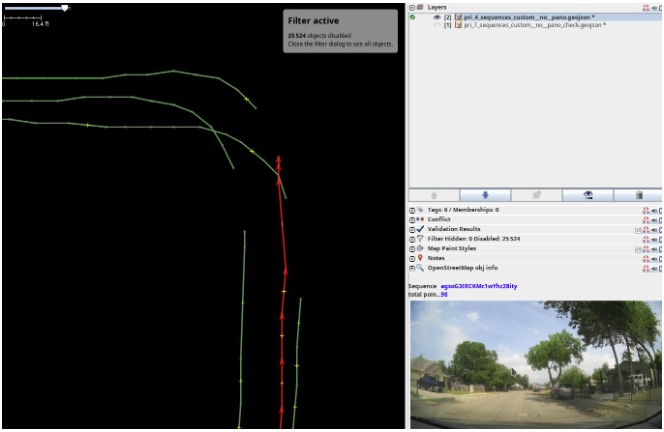 0 16.4 ft
Filter active
25 524 objects disabled
Close the filter dialog to see all objects.
Layers
[2] pri_4_sequences_custom__no__pano.geojson *
[1] pri_7_sequences_custom__no__pano_check.geojson *
Tags: 6 / Memberships: 0
Conflict
Validation Results
Filter Hidden: 0 Disabled: 25 524
Map Paint Styles
Notes
OpenStreetMap obj info
Sequence
total poin..98